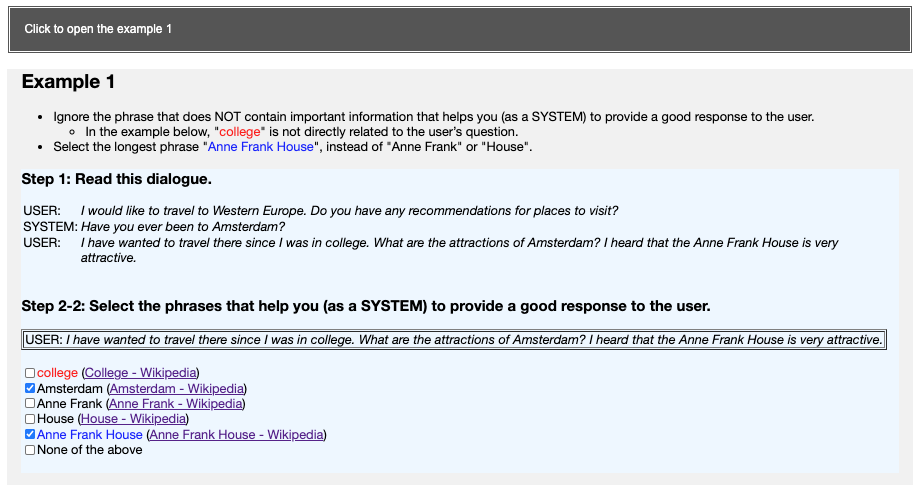 Click to open the example 1
Example 1
• Ignore the phrase that does NOT contain important information that helps you (as a SYSTEM) to provide a good response to the user.
◦ In the example below, "college" is not directly related to the user's question.
• Select the longest phrase "Anne Frank House", instead of "Anne Frank" or "House".
Step 1: Read this dialogue.
USER: I would like to travel to Western Europe. Do you have any recommendations for places to visit?
SYSTEM: Have you ever been to Amsterdam?
USER: I have wanted to travel there since I was in college. What are the attractions of Amsterdam? I heard that the Anne Frank House is very
attractive.
Step 2-2: Select the phrases that help you (as a SYSTEM) to provide a good response to the user.
USER: I have wanted to travel there since I was in college. What are the attractions of Amsterdam? I heard that the Anne Frank House is very attractive.
college (College - Wikipedia)
Amsterdam (Amsterdam - Wikipedia)
Anne Frank (Anne Frank - Wikipedia)
House (House - Wikipedia)
Anne Frank House (Anne Frank House - Wikipedia)
None of the above